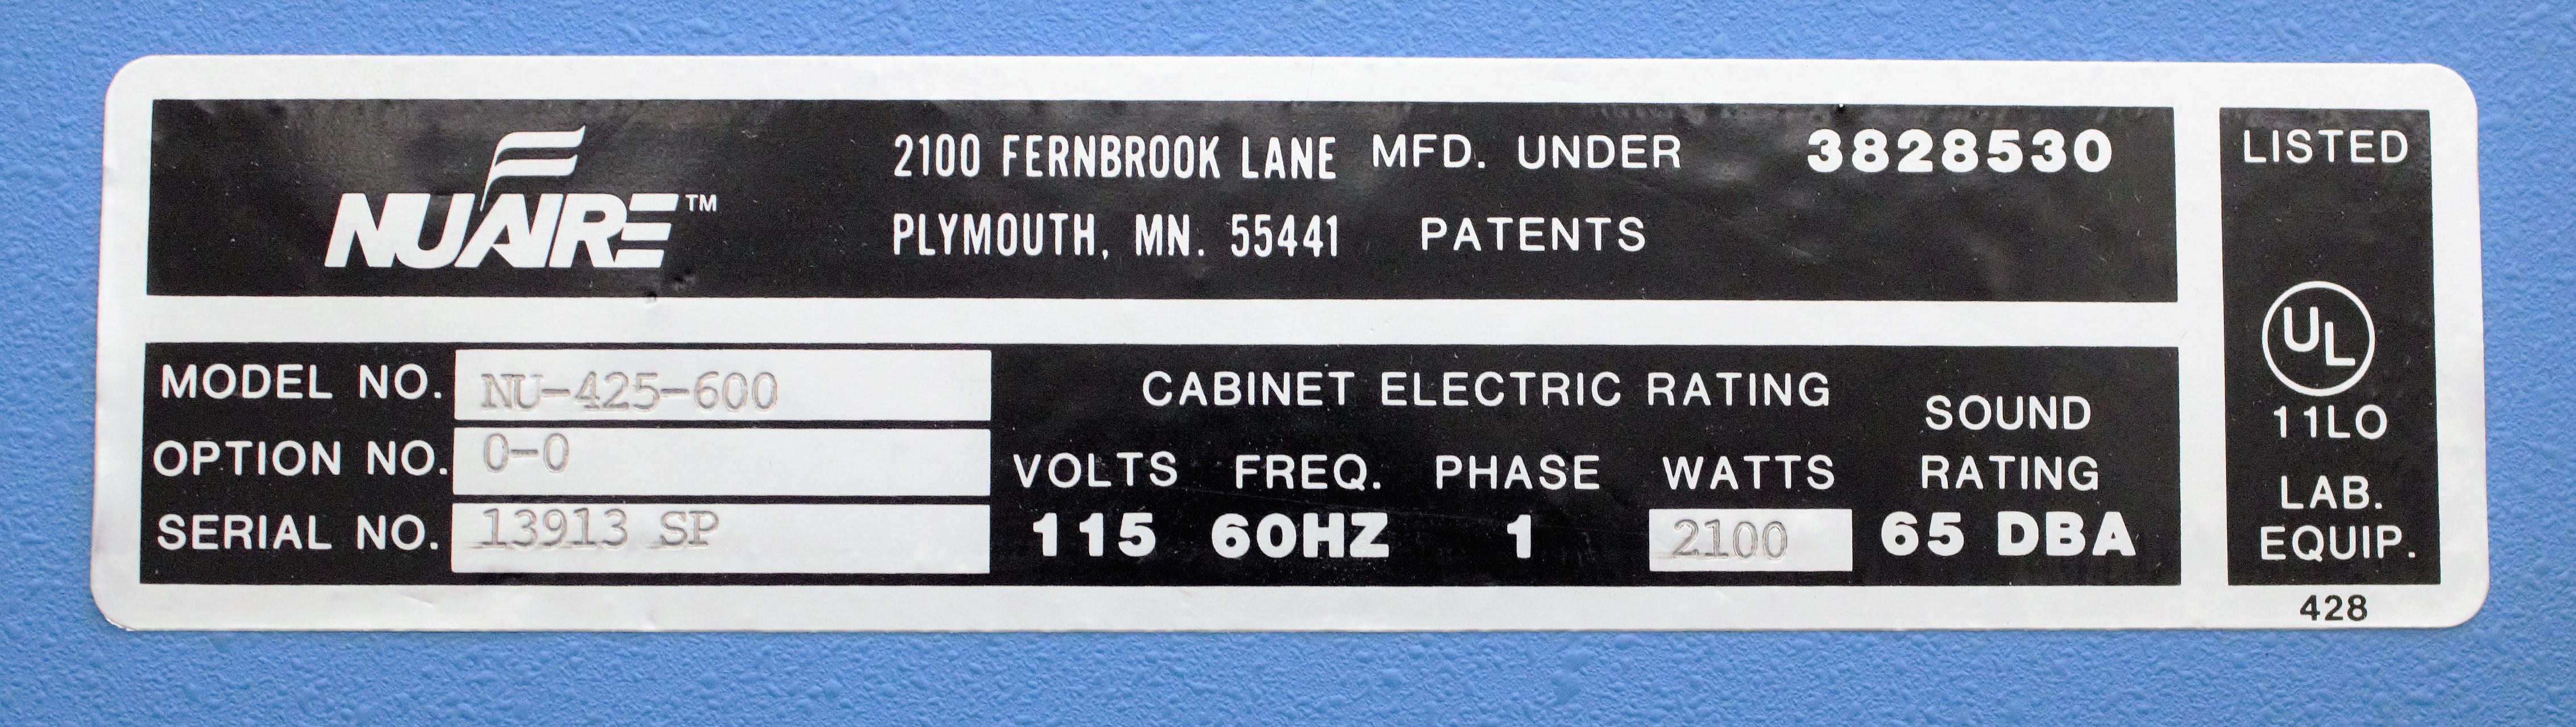 NUAIRE™
2100 FERNBROOK LANE
PLYMOUTH, MN. 55441
MFD. UNDER
PATENTS
3828530
MODEL NO. NU-425-600
OPTION NO. 0-0
SERIAL NO. 13913 SP
CABINET ELECTRIC RATING
VOLTS FREQ. PHASE WATTS
115 60HZ 1 2100
SOUND
RATING
65 DBA
LISTED
UL
11LO
LAB.
EQUIP.
428